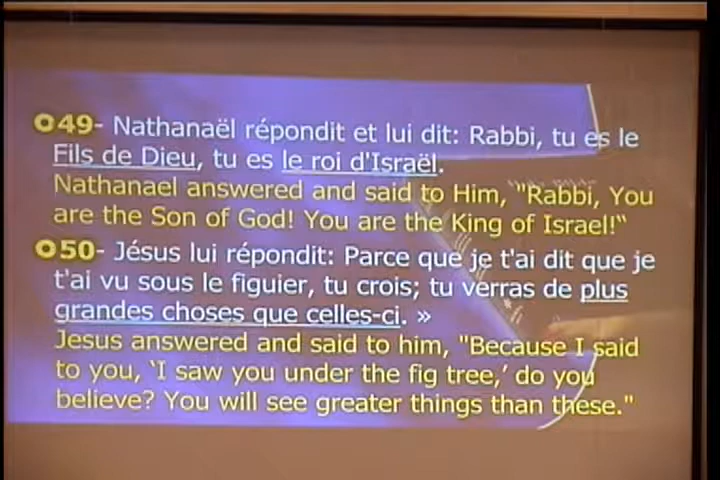 49- Nathanaël répondit et lui dit: Rabbi, tu es le
Fils de Dieu, tu es le roi d'Israël.
Nathanael answered and said to Him, "Rabbi, You
are the Son of God! You are the King of Israel!“
50- Jésus lui répondit: Parce que je t'ai dit que je
t'ai vu sous le figuier, tu crois; tu verras de plus
grandes choses que celles-ci. »
Jesus answered and said to him, "Because I said
to you, ‘I saw you under the fig tree,’ do you
believe? You will see greater things than these."